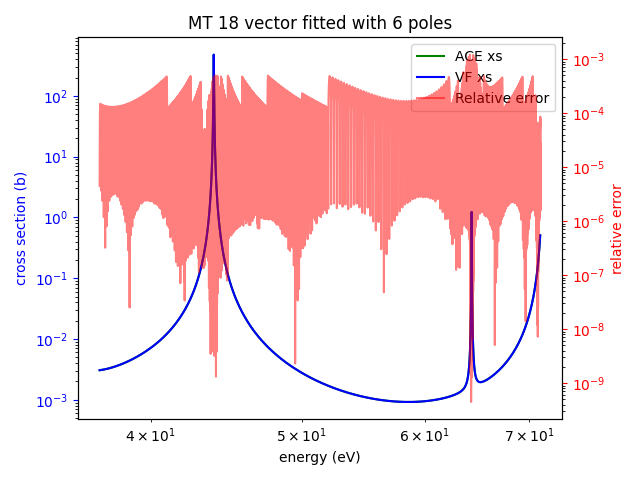 MT 18 vector fitted with 6 poles
ACE xs
VF xs
Relative error
10²
10¹
10⁰
10⁻¹
10⁻²
10⁻³
cross section (b)
10⁻³
10⁻⁴
10⁻⁵
10⁻⁶
10⁻⁷
10⁻⁸
10⁻⁹
relative error
4 × 10¹ 5 × 10¹ 6 × 10¹ 7 × 10¹
energy (eV)